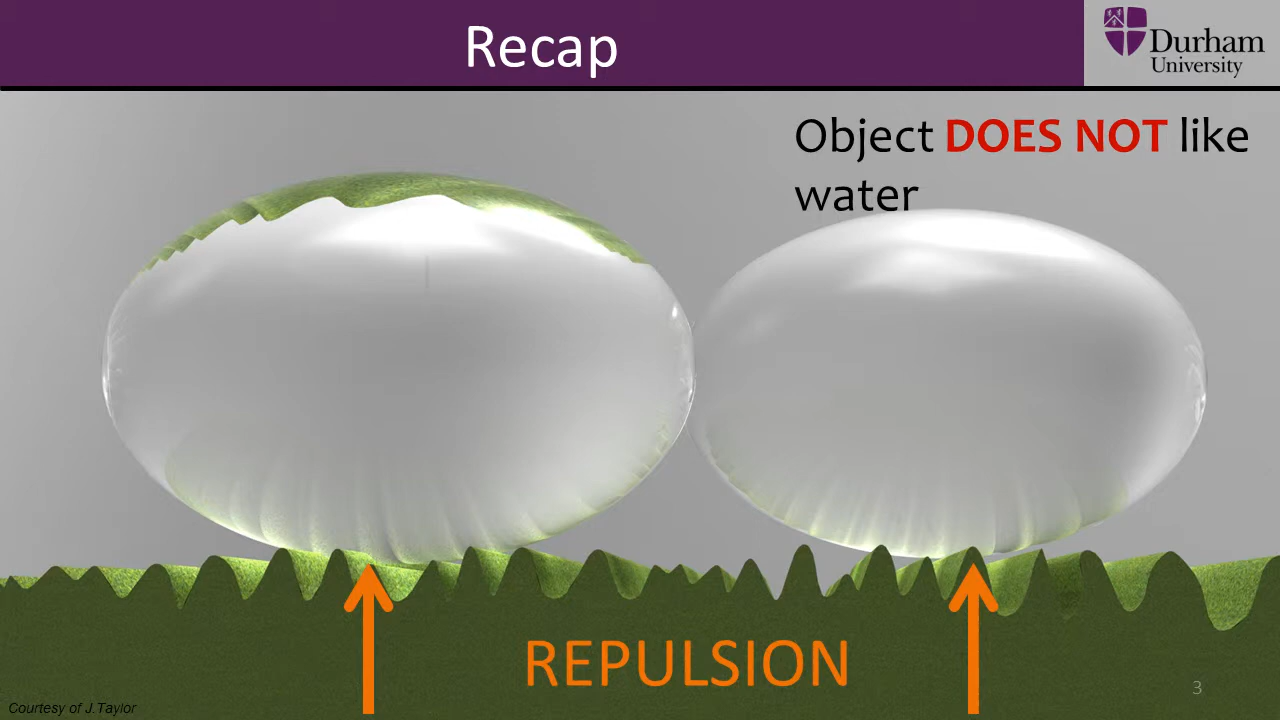 Recap
Durham
University
Object DOES NOT like
water
REPULSION
3
Courtesy of J.Taylor